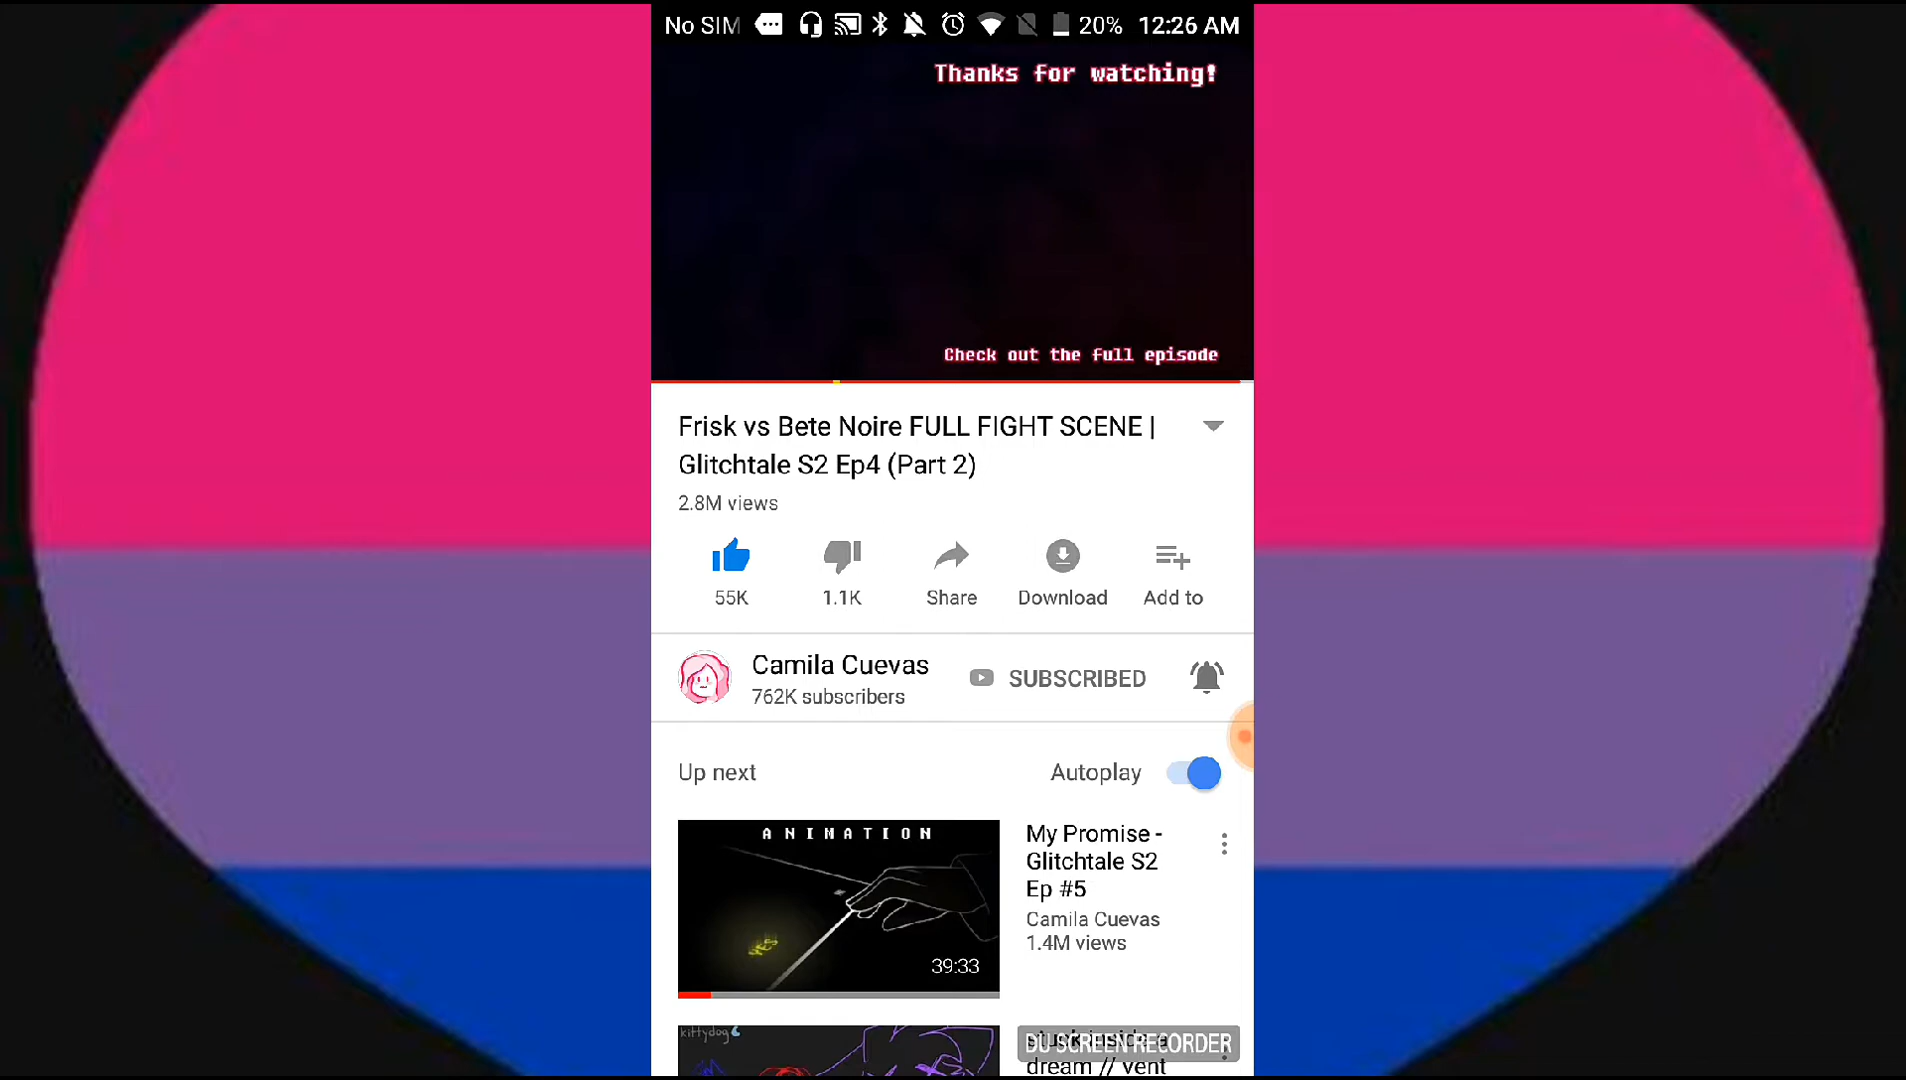 No SIM 20% 12:26 AM
Thanks for watching!
Check out the full episode
Frisk vs Bete Noire FULL FIGHT SCENE |
Glitchtale S2 Ep4 (Part 2)
2.8M views
55K 1.1K Share Download Add to
Camila Cuevas
762K subscribers
SUBSCRIBED
Up next Autoplay
ANIMATION
YES
39:33
My Promise -
Glitchtale S2
Ep #5
Camila Cuevas
1.4M views
kittydog
stuck inside a
DU SCREEN RECORDER
dream // vent